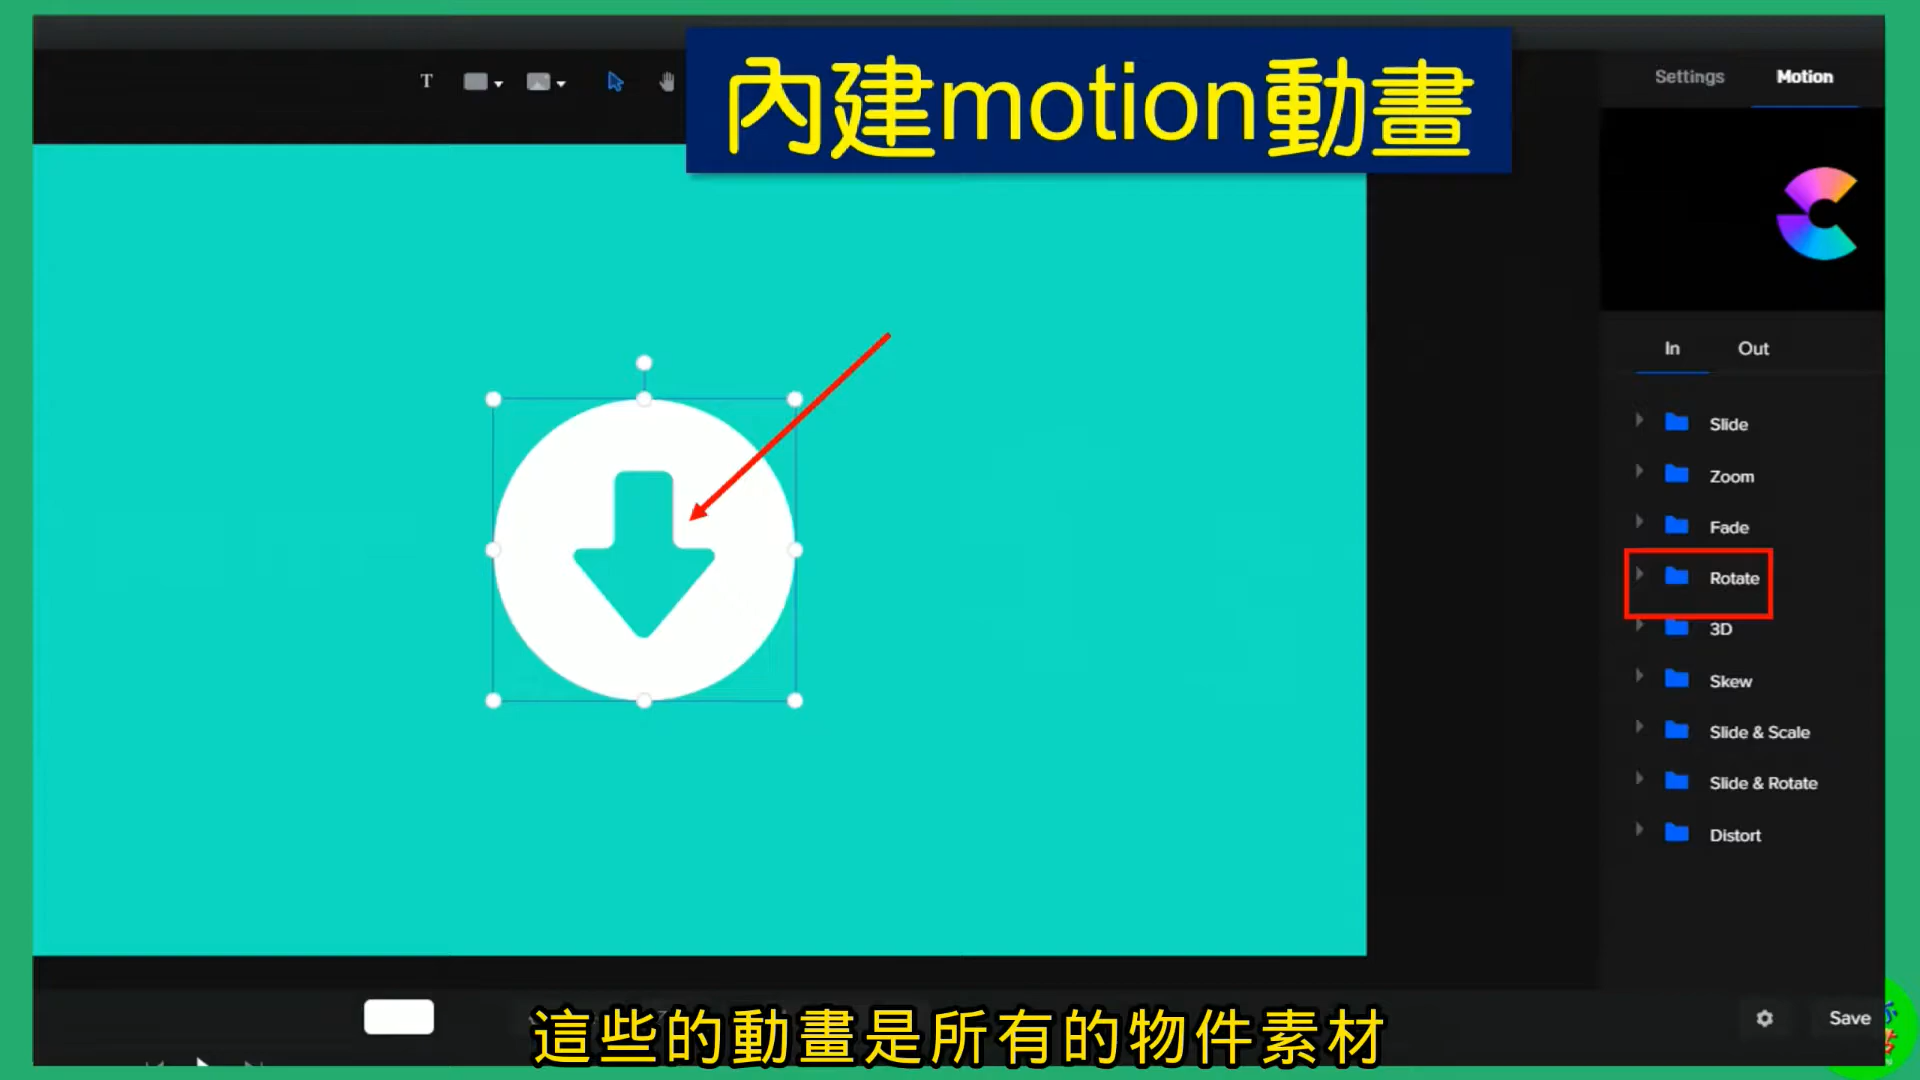 T
內建motion動畫
Settings
Motion
In
Out
Slide
Zoom
Fade
Rotate
3D
Skew
Slide & Scale
Slide & Rotate
Distort
Save
這些的動畫是所有的物件素材